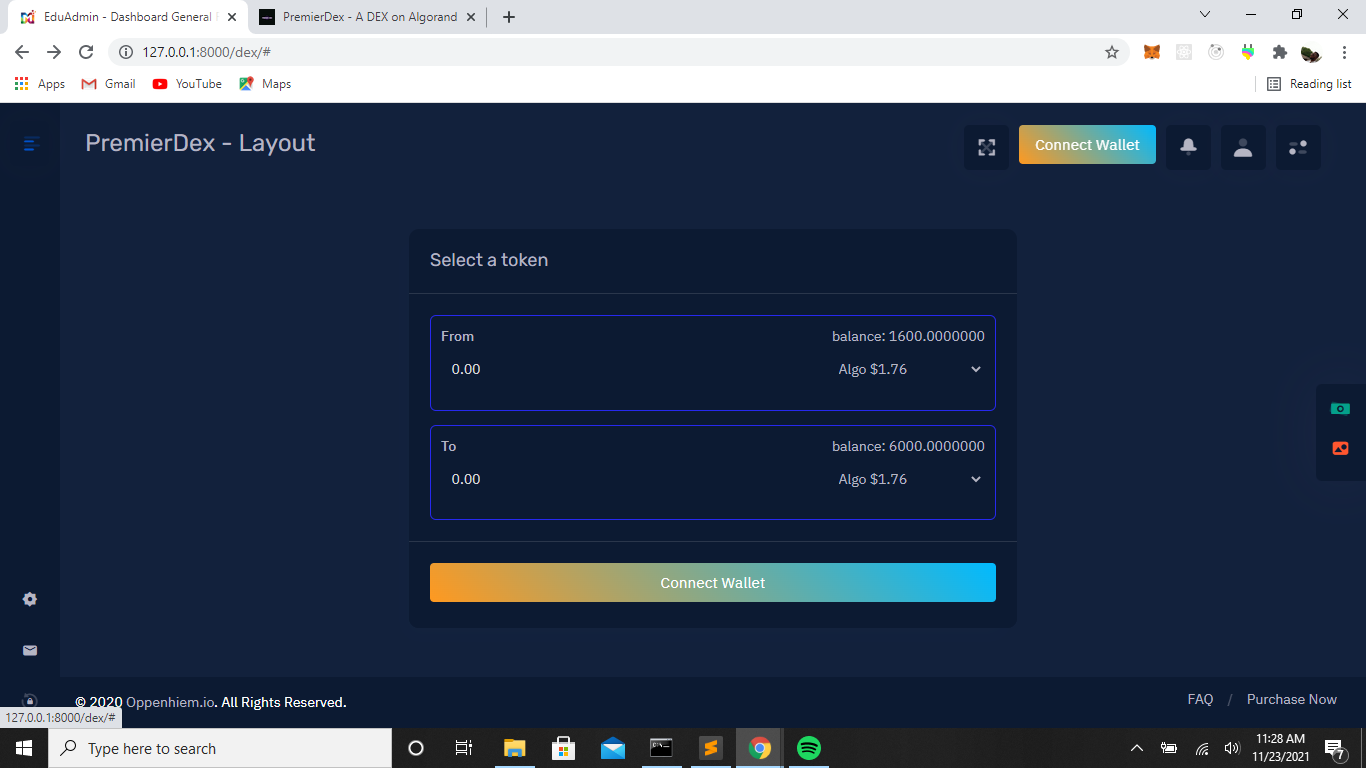 EduAdmin - Dashboard General
PremierDex - A DEX on Algorand
127.0.0.1:8000/dex/#
Apps
Gmail
YouTube
Maps
Reading list
PremierDex - Layout
Connect Wallet
Select a token
From
balance: 1600.0000000
0.00
Algo $1.76
To
balance: 6000.0000000
0.00
Algo $1.76
Connect Wallet
© 2020 Oppenhiem.io. All Rights Reserved.
FAQ / Purchase Now
127.0.0.1:8000/dex/#
Type here to search
11:28 AM
11/23/2021
7